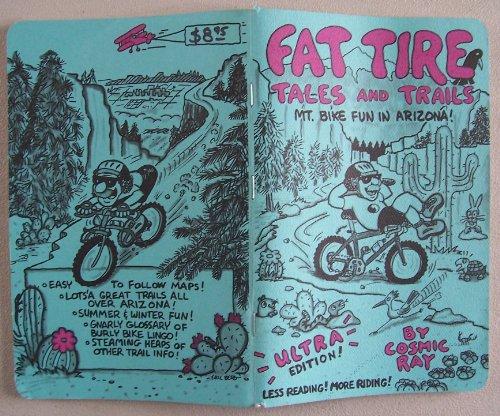 $8.95
EASY TO FOLLOW MAPS!
LOTS'A GREAT TRAILS ALL
OVER ARIZONA!
SUMMER & WINTER FUN!
GNARLY GLOSSARY OF
BURLY BIKE LINGO!
STEAMING HEAPS OF
OTHER TRAIL INFO!
FAT TIRE
TALES AND TRAILS
MT. BIKE FUN IN ARIZONA!
ULTRA
EDITION!
BY
COSMIC
RAY
LESS READING! MORE RIDING!